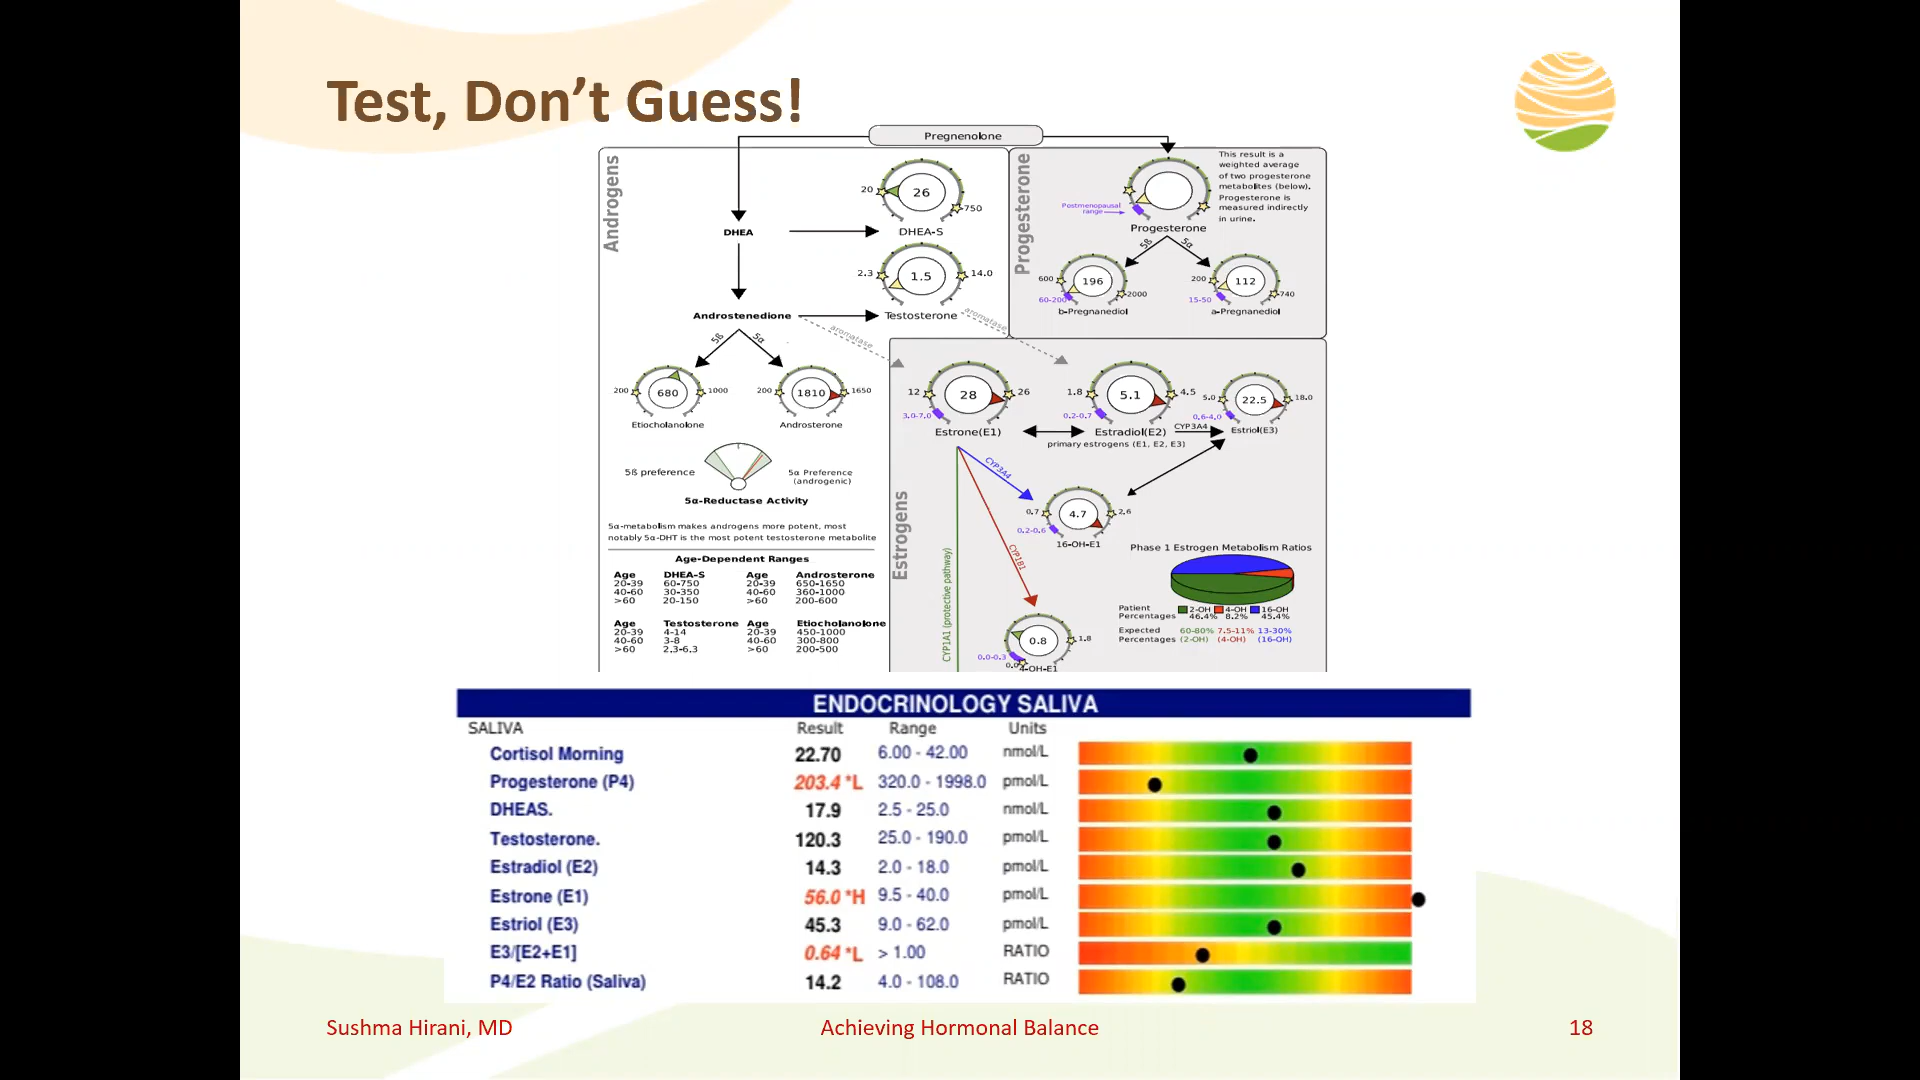 Test, Don't Guess!
Pregnenolone
Androgens
20
26
750
DHEA
DHEA-S
2.3
1.5
14.0
Androstenedione
Testosterone
aromatase
aromatase
5ß
5α
200
680
1000
Etiocholanolone
200
1810
1650
Androsterone
5ß preference
5α Preference
(androgenic)
5α-Reductase Activity
5α-metabolism makes androgens more potent, most
notably 5α-DHT is the most potent testosterone metabolite
Age-Dependent Ranges
Age DHEA-S Age Androsterone
20-39 60-750 20-39 650-1650
40-60 30-350 40-60 360-1000
>60 20-150 >60 200-600
Age Testosterone Age Etiocholanolone
20-39 4-14 20-39 450-1000
40-60 3-8 40-60 300-800
>60 2.3-6.3 >60 200-500
Progesterone
This result is a
weighted average
of two progesterone
metabolites (below).
Progesterone is
measured indirectly
in urine.
Postmenopausal
range
Progesterone
5ß
5α
600
196
2000
60-200
b-Pregnanediol
200
112
740
15-50
a-Pregnanediol
Estrogens
12
28
26
3.0-7.0
Estrone(E1)
1.8
5.1
4.5
0.2-0.7
Estradiol(E2)
primary estrogens (E1, E2, E3)
CYP3A4
5.0
22.5
18.0
0.6-4.0
Estriol(E3)
CYP3A4
0.7
4.7
2.6
0.2-0.6
16-OH-E1
CYP1B1
CYP1A1 (protective pathway)
0.8
1.8
0.0-0.3
0.0
4-OH-E1
Phase 1 Estrogen Metabolism Ratios
Patient 2-OH 4-OH 16-OH
Percentages 46.4% 8.2% 45.4%
Expected 60-80% 7.5-11% 13-30%
Percentages (2-OH) (4-OH) (16-OH)
ENDOCRINOLOGY SALIVA
SALIVA Result Range Units
Cortisol Morning 22.70 6.00 - 42.00 nmol/L
Progesterone (P4) 203.4 *L 320.0 - 1998.0 pmol/L
DHEAS. 17.9 2.5 - 25.0 nmol/L
Testosterone. 120.3 25.0 - 190.0 pmol/L
Estradiol (E2) 14.3 2.0 - 18.0 pmol/L
Estrone (E1) 56.0 *H 9.5 - 40.0 pmol/L
Estriol (E3) 45.3 9.0 - 62.0 pmol/L
E3/[E2+E1] 0.64 *L > 1.00 RATIO
P4/E2 Ratio (Saliva) 14.2 4.0 - 108.0 RATIO
Sushma Hirani, MD
Achieving Hormonal Balance
18